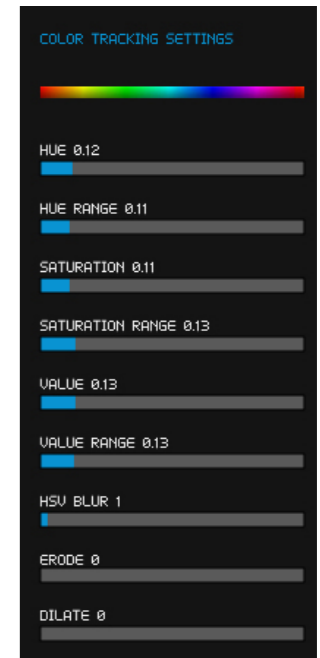 COLOR TRACKING SETTINGS
HUE 0.12
HUE RANGE 0.11
SATURATION 0.11
SATURATION RANGE 0.13
VALUE 0.13
VALUE RANGE 0.13
HSV BLUR 1
ERODE 0
DILATE 0